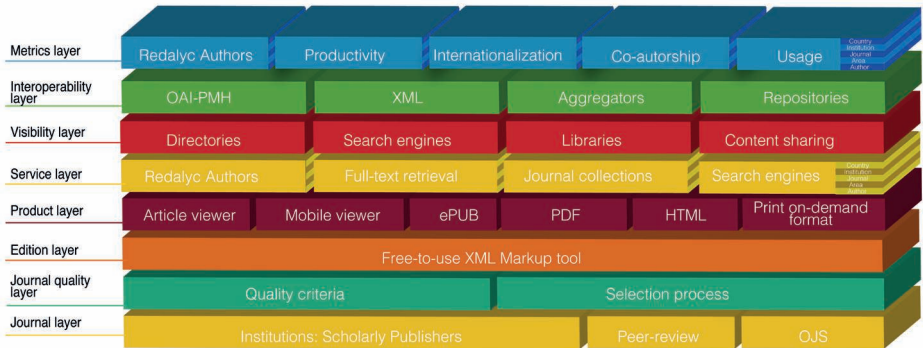 Metrics layer
Redalyc Authors
Productivity
Internationalization
Co-autorship
Usage
Country
Institution
Journal
Area
Author
Interoperability
layer
OAI-PMH
XML
Aggregators
Repositories
Visibility layer
Directories
Search engines
Libraries
Content sharing
Service layer
Redalyc Authors
Full-text retrieval
Journal collections
Search engines
Country
Institution
Journal
Area
Author
Product layer
Article viewer
Mobile viewer
ePUB
PDF
HTML
Print on-demand
format
Edition layer
Free-to-use XML Markup tool
Journal quality
layer
Quality criteria
Selection process
Journal layer
Institutions: Scholarly Publishers
Peer-review
OJS